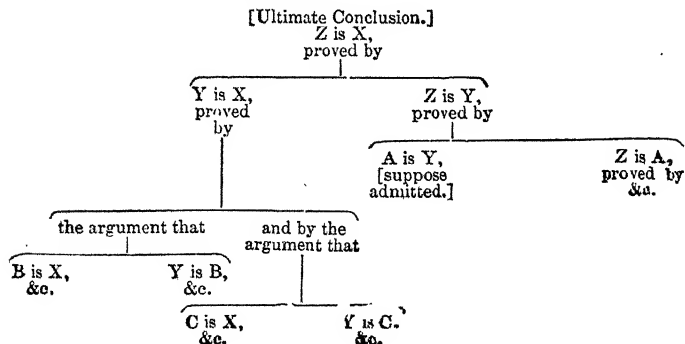 [Ultimate Conclusion.]
Z is X,
proved by
Y is X,
proved
by
Z is Y,
proved by
A is Y,
[suppose
admitted.]
Z is A,
proved by
&c.
the argument that
and by the
argument that
B is X,
&c.
Y is B,
&c.
C is X,
&c.
Y is C.
&c.